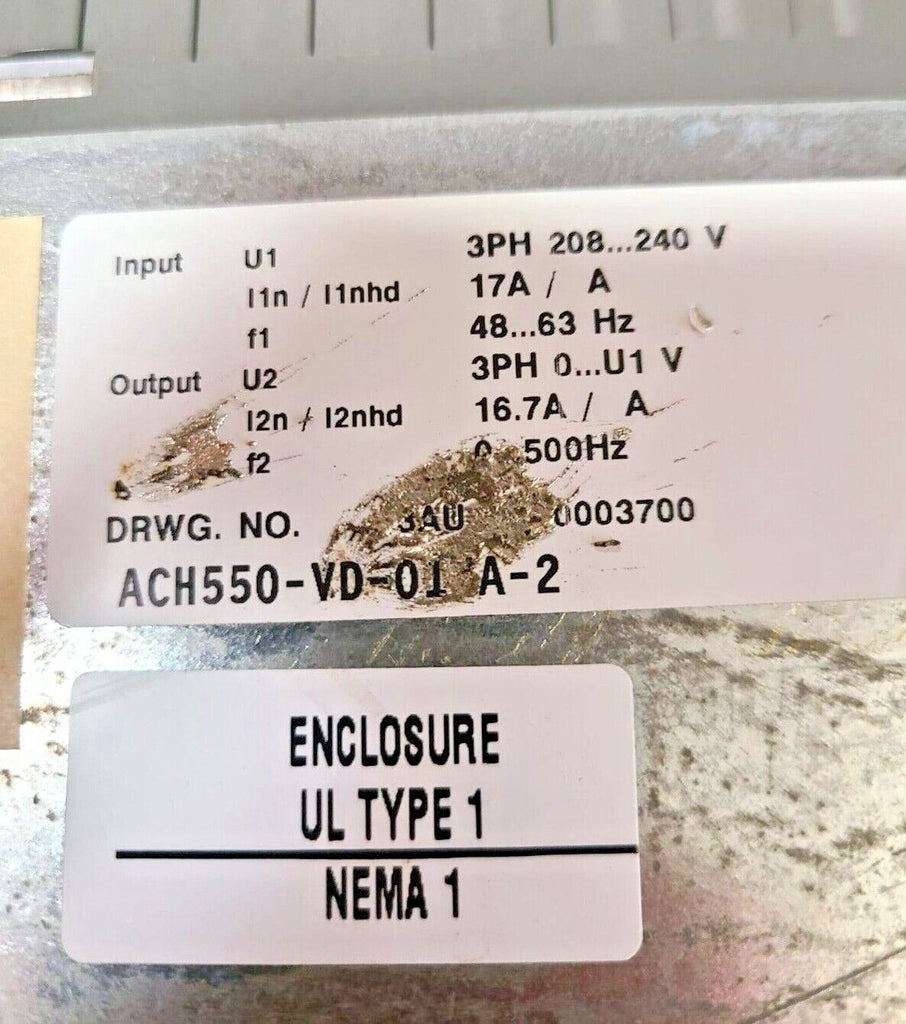 Input U1 3PH 208...240 V
I1n / I1nhd 17A / A
f1 48...63 Hz
Output U2 3PH 0...U1 V
I2n / I2nhd 16.7A / A
f2 500Hz
DRWG. NO. 3AU 0003700
ACH550-VD-01 A-2
ENCLOSURE
UL TYPE 1
NEMA 1